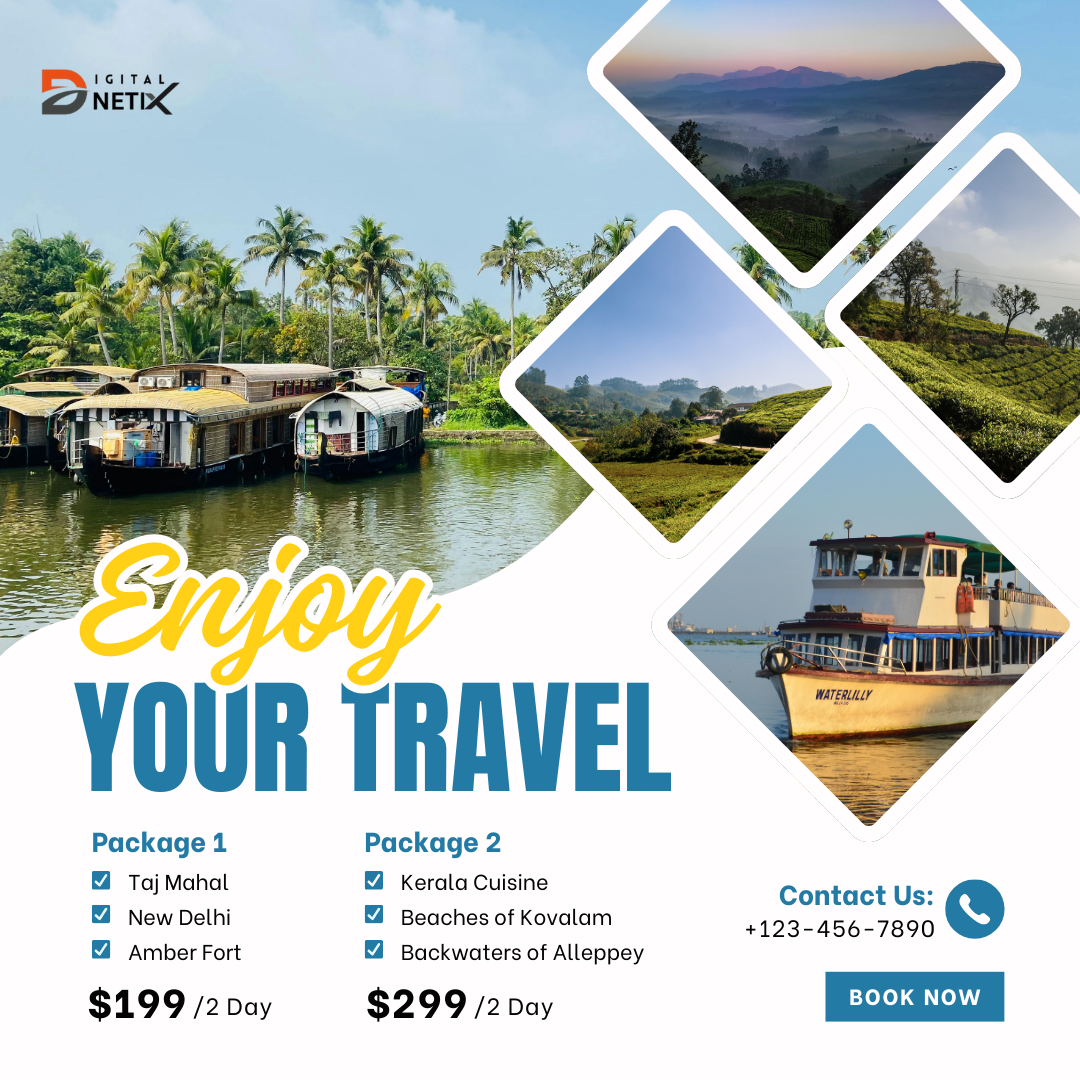 DIGITAL
NETIX
Enjoy
YOUR TRAVEL
WATERLILLY
Package 1
Taj Mahal
New Delhi
Amber Fort
$199 /2 Day
Package 2
Kerala Cuisine
Beaches of Kovalam
Backwaters of Alleppey
$299 /2 Day
Contact Us:
+123-456-7890
BOOK NOW